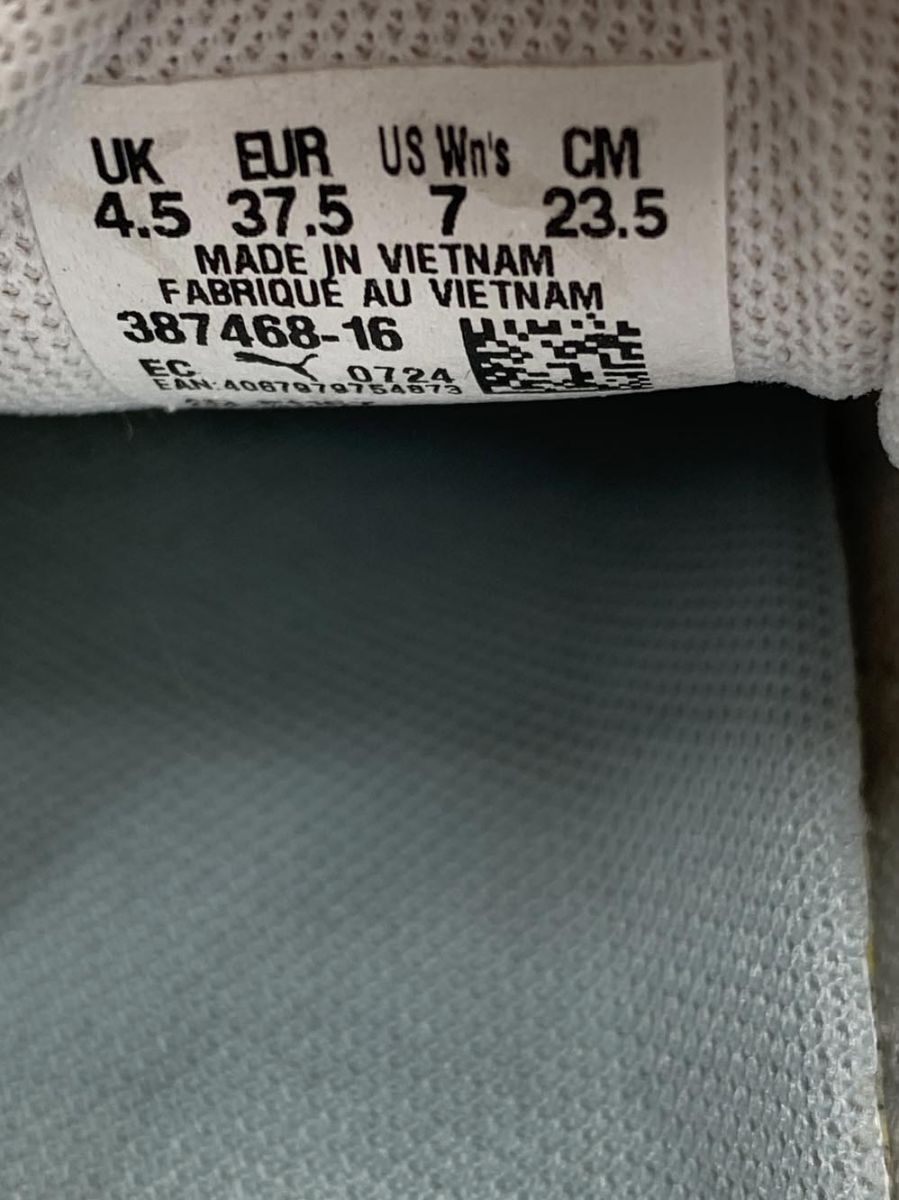 UK EUR US Wn's CM
4.5 37.5 7 23.5
MADE IN VIETNAM
FABRIQUE AU VIETNAM
387468-16
EC 0724
EAN:4067979754873